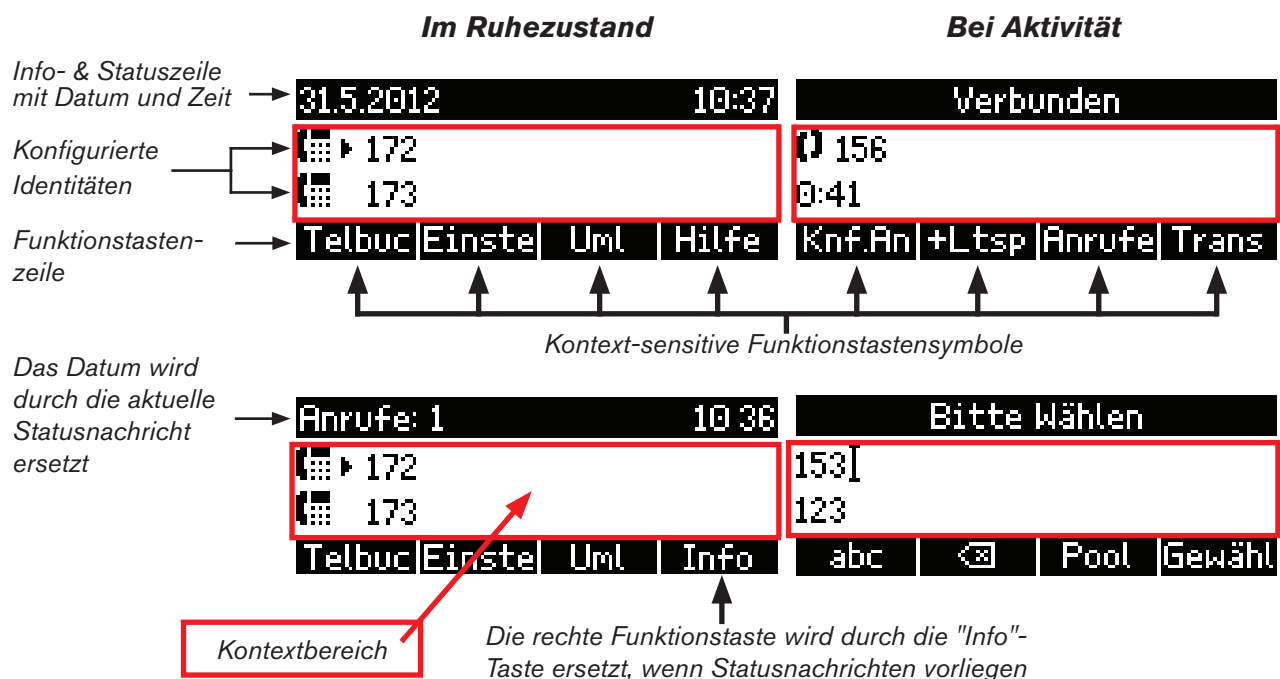 Im Ruhezustand
Bei Aktivität
Info- & Statuszeile
mit Datum und Zeit
31.5.2012 10:37
Verbunden
Konfigurierte
Identitäten
172
173
156
0:41
Funktionstasten-
zeile
Telbuc Einste Uml Hilfe
Knf.An +Ltsp Anrufe Trans
Kontext-sensitive Funktionstastensymbole
Das Datum wird
durch die aktuelle
Statusnachricht
ersetzt
Anrufe: 1 10 36
Bitte Wählen
172
173
153
123
Telbuc Einste Uml Info
abc Pool Gewähl
Kontextbereich
Die rechte Funktionstaste wird durch die "Info"-
Taste ersetzt, wenn Statusnachrichten vorliegen